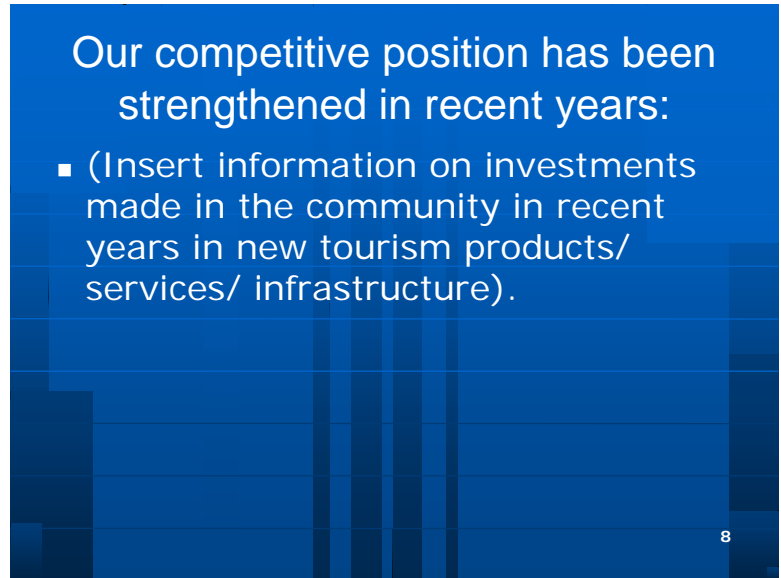 Our competitive position has been
strengthened in recent years:
▪ (Insert information on investments
made in the community in recent
years in new tourism products/
services/ infrastructure).
8